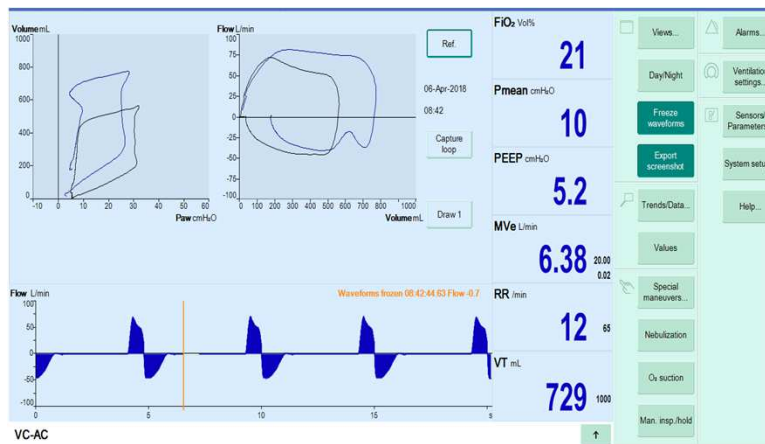 Volume mL
1000
800
600
400
200
0
-10 0 10 20 30 40 50 60
Paw cmH₂O
Flow L/min
100
75
50
25
0
-25
-50
-75
-100
0 100 200 300 400 500 600 700 800 900 1000
Volume mL
Ref.
06-Apr-2018
08:42
Capture
loop
Draw 1
FiO₂ Vol%
21
Pmean cmH₂O
10
PEEP cmH₂O
5.2
MVe L/min
6.38
20.00
0.02
RR /min
12
65
VT mL
729
1000
Views...
Day/Night
Freeze
waveforms
Export
screenshot
Trends/Data...
Values
Special
maneuvers...
Nebulization
O₂ suction
Man. insp./hold
Alarms...
Ventilation
settings...
Sensors/
Parameters
System setu
Help...
Flow L/min
Waveforms frozen 08:42:44.63 Flow -0.7
100
50
0
-50
-100
0 5 10 15 s
VC-AC